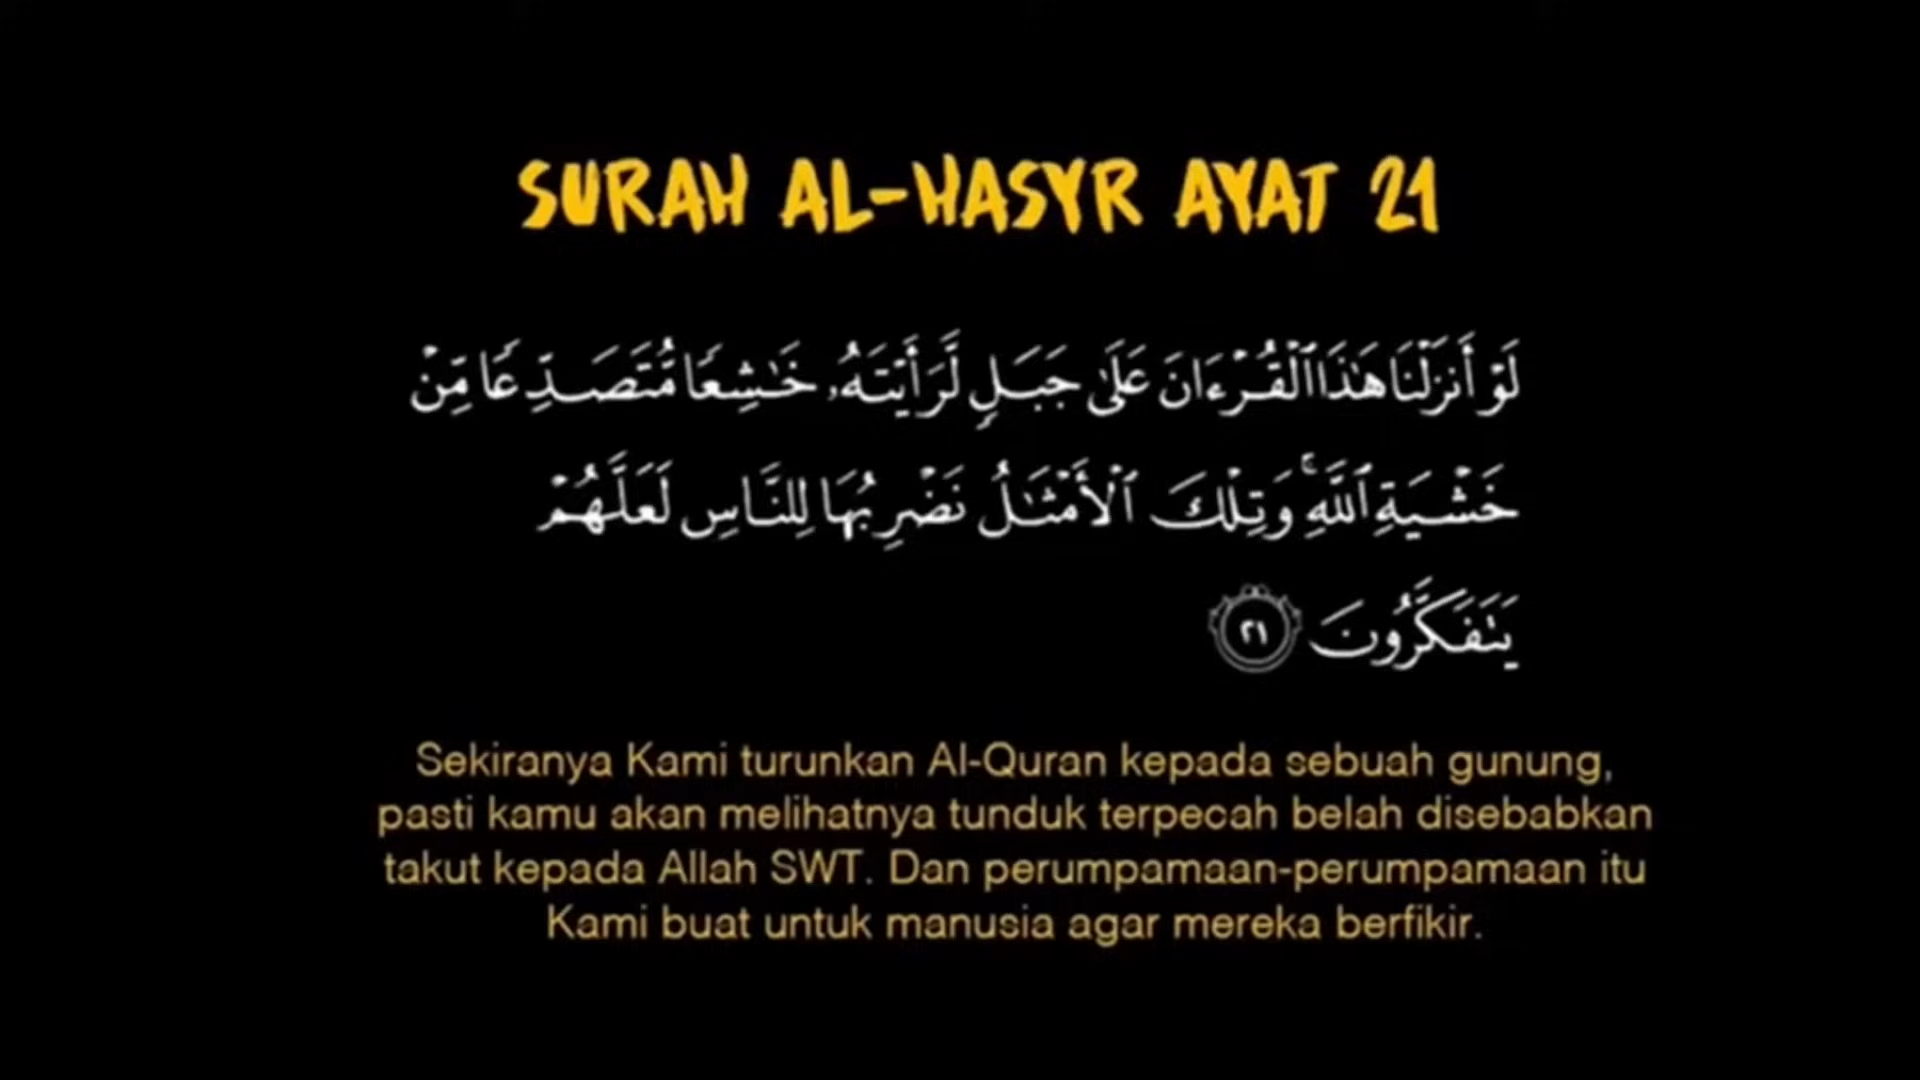 SURAH AL-HASYR AYAT 21
لَوْ أَنزَلْنَا هَٰذَا ٱلْقُرْءَانَ عَلَىٰ جَبَلٍ لَّرَأَيْتَهُۥ خَٰشِعًا مُّتَصَدِّعًا مِّنْ
خَشْيَةِ ٱللَّهِ ۚ وَتِلْكَ ٱلْأَمْثَٰلُ نَضْرِبُهَا لِلنَّاسِ لَعَلَّهُمْ
يَتَفَكَّرُونَ ٢١
Sekiranya Kami turunkan Al-Quran kepada sebuah gunung,
pasti kamu akan melihatnya tunduk terpecah belah disebabkan
takut kepada Allah SWT. Dan perumpamaan-perumpamaan itu
Kami buat untuk manusia agar mereka berfikir.